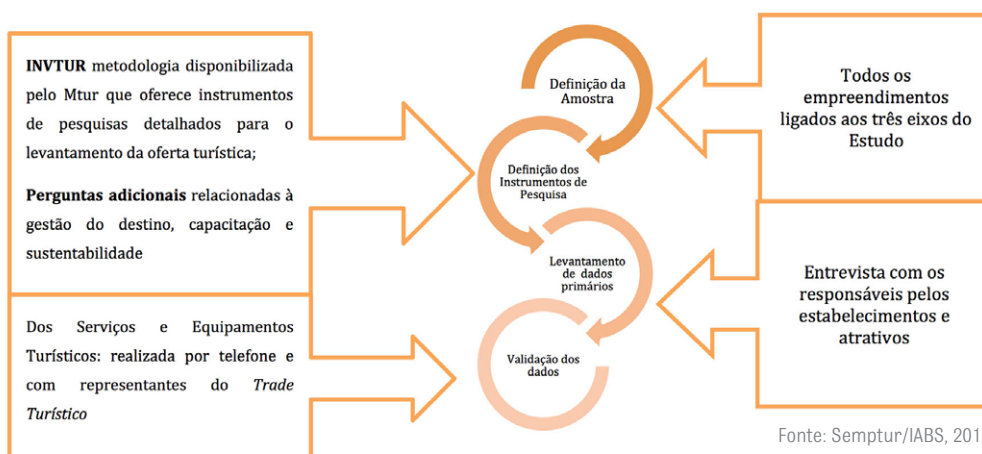 INVTUR metodologia disponibilizada
pelo Mtur que oferece instrumentos
de pesquisas detalhados para o
levantamento da oferta turística;
Perguntas adicionais relacionadas à
gestão do destino, capacitação e
sustentabilidade
Dos Serviços e Equipamentos
Turísticos: realizada por telefone e
com representantes do Trade
Turístico
Definição da
Amostra
Definição dos
Instrumentos de
Pesquisa
Levantamento
de dados
primários
Validação dos
dados
Todos os
empreendimentos
ligados aos três eixos do
Estudo
Entrevista com os
responsáveis pelos
estabelecimentos e
atrativos
Fonte: Semptur/IABS, 201